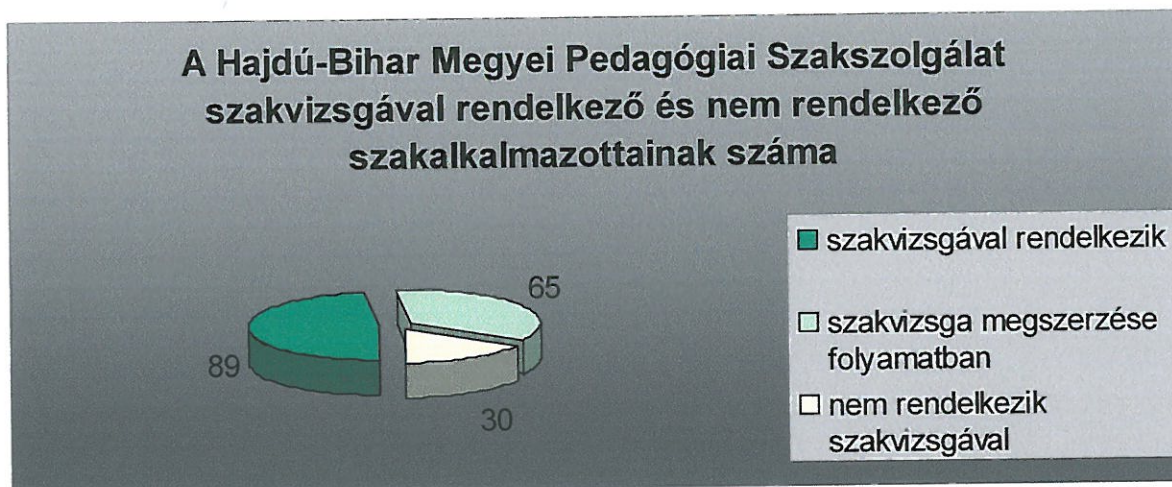 A Hajdú-Bihar Megyei Pedagógiai Szakszolgálat
szakvizsgával rendelkező és nem rendelkező
szakalkalmazottainak száma
65
89
30
szakvizsgával rendelkezik
szakvizsga megszerzése
folyamatban
nem rendelkezik
szakvizsgával